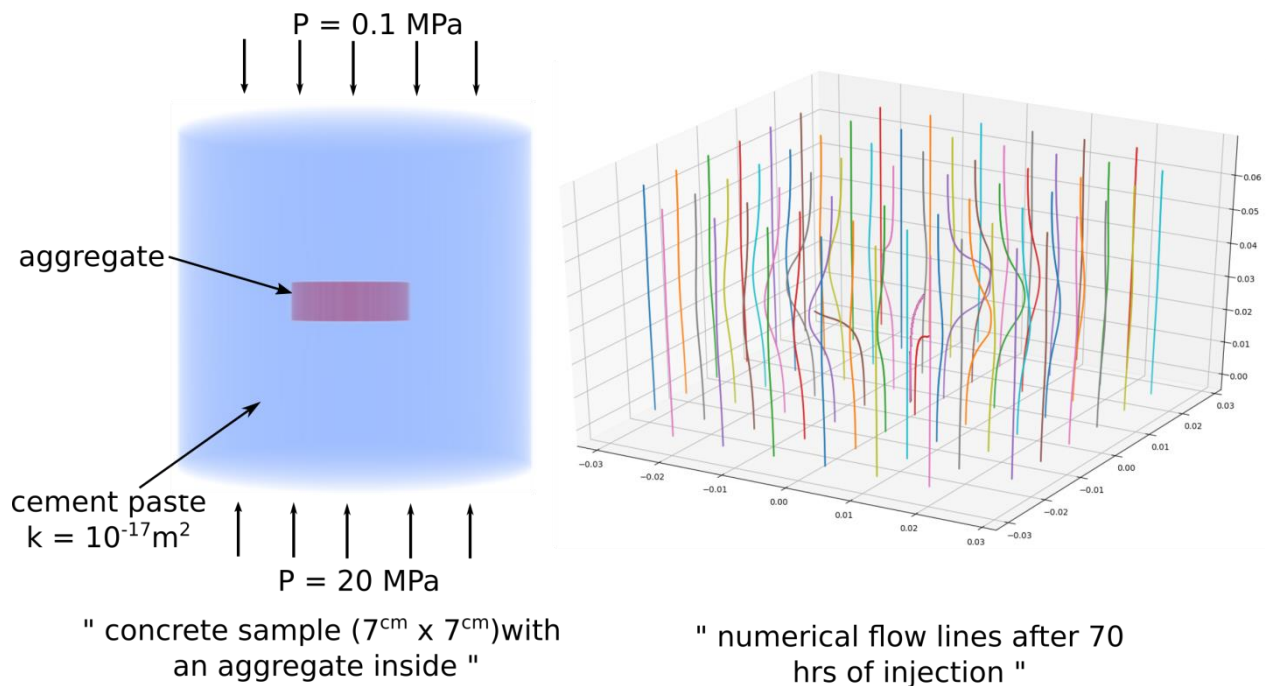 P = 0.1 MPa
aggregate
cement paste
k = 10⁻¹⁷m²
P = 20 MPa
" concrete sample (7ᶜᵐ x 7ᶜᵐ)with
an aggregate inside "
0.06
0.05
0.04
0.03
0.02
0.01
0.00
−0.03
−0.02
−0.01
0.00
0.01
0.02
0.03
0.03
0.02
0.01
0.00
−0.01
−0.02
−0.03
" numerical flow lines after 70
hrs of injection "